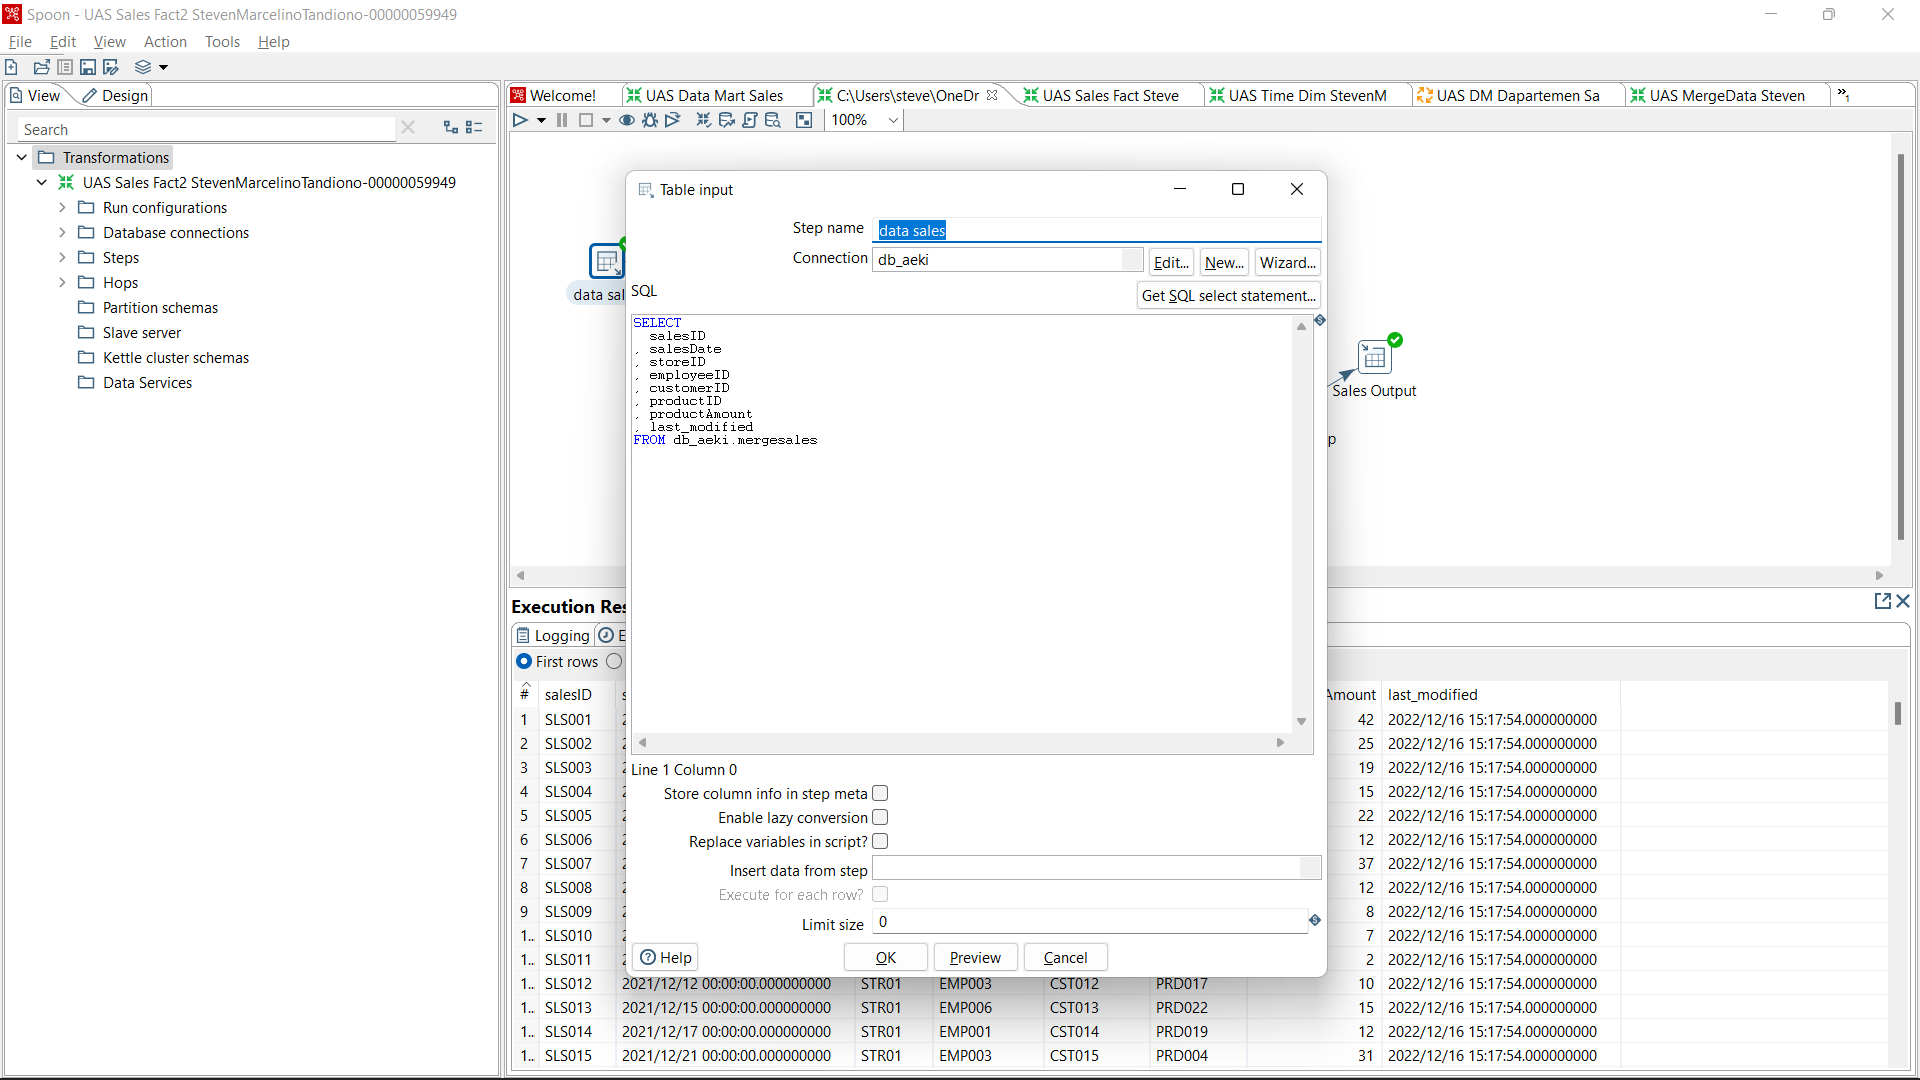 Spoon - UAS Sales Fact2 StevenMarcelinoTandiono-00000059949
File Edit View Action Tools Help
View Design
Search
Transformations
UAS Sales Fact2 StevenMarcelinoTandiono-00000059949
Run configurations
Database connections
Steps
Hops
Partition schemas
Slave server
Kettle cluster schemas
Data Services
Welcome! UAS Data Mart Sales C:\Users\steve\OneDr UAS Sales Fact Steve UAS Time Dim StevenM UAS DM Dapartemen Sa UAS MergeData Steven »1
100%
data sal
Sales Output
p
Table input
Step name data sales
Connection db_aeki Edit... New... Wizard...
SQL Get SQL select statement...
SELECT
salesID
, salesDate
, storeID
, employeeID
, customerID
, productID
, productAmount
, last_modified
FROM db_aeki.mergesales
Line 1 Column 0
Store column info in step meta
Enable lazy conversion
Replace variables in script?
Insert data from step
Execute for each row?
Limit size 0
Help OK Preview Cancel
Execution Res
Logging E
First rows
# salesID s Amount last_modified
1 SLS001 2 42 2022/12/16 15:17:54.000000000
2 SLS002 2 25 2022/12/16 15:17:54.000000000
3 SLS003 2 19 2022/12/16 15:17:54.000000000
4 SLS004 2 15 2022/12/16 15:17:54.000000000
5 SLS005 2 22 2022/12/16 15:17:54.000000000
6 SLS006 2 12 2022/12/16 15:17:54.000000000
7 SLS007 2 37 2022/12/16 15:17:54.000000000
8 SLS008 2 12 2022/12/16 15:17:54.000000000
9 SLS009 2 8 2022/12/16 15:17:54.000000000
1.. SLS010 2 7 2022/12/16 15:17:54.000000000
1.. SLS011 2 2 2022/12/16 15:17:54.000000000
1.. SLS012 2021/12/12 00:00:00.000000000 STR01 EMP003 CST012 PRD017 10 2022/12/16 15:17:54.000000000
1.. SLS013 2021/12/15 00:00:00.000000000 STR01 EMP006 CST013 PRD022 15 2022/12/16 15:17:54.000000000
1.. SLS014 2021/12/17 00:00:00.000000000 STR01 EMP001 CST014 PRD019 12 2022/12/16 15:17:54.000000000
1.. SLS015 2021/12/21 00:00:00.000000000 STR01 EMP003 CST015 PRD004 31 2022/12/16 15:17:54.000000000